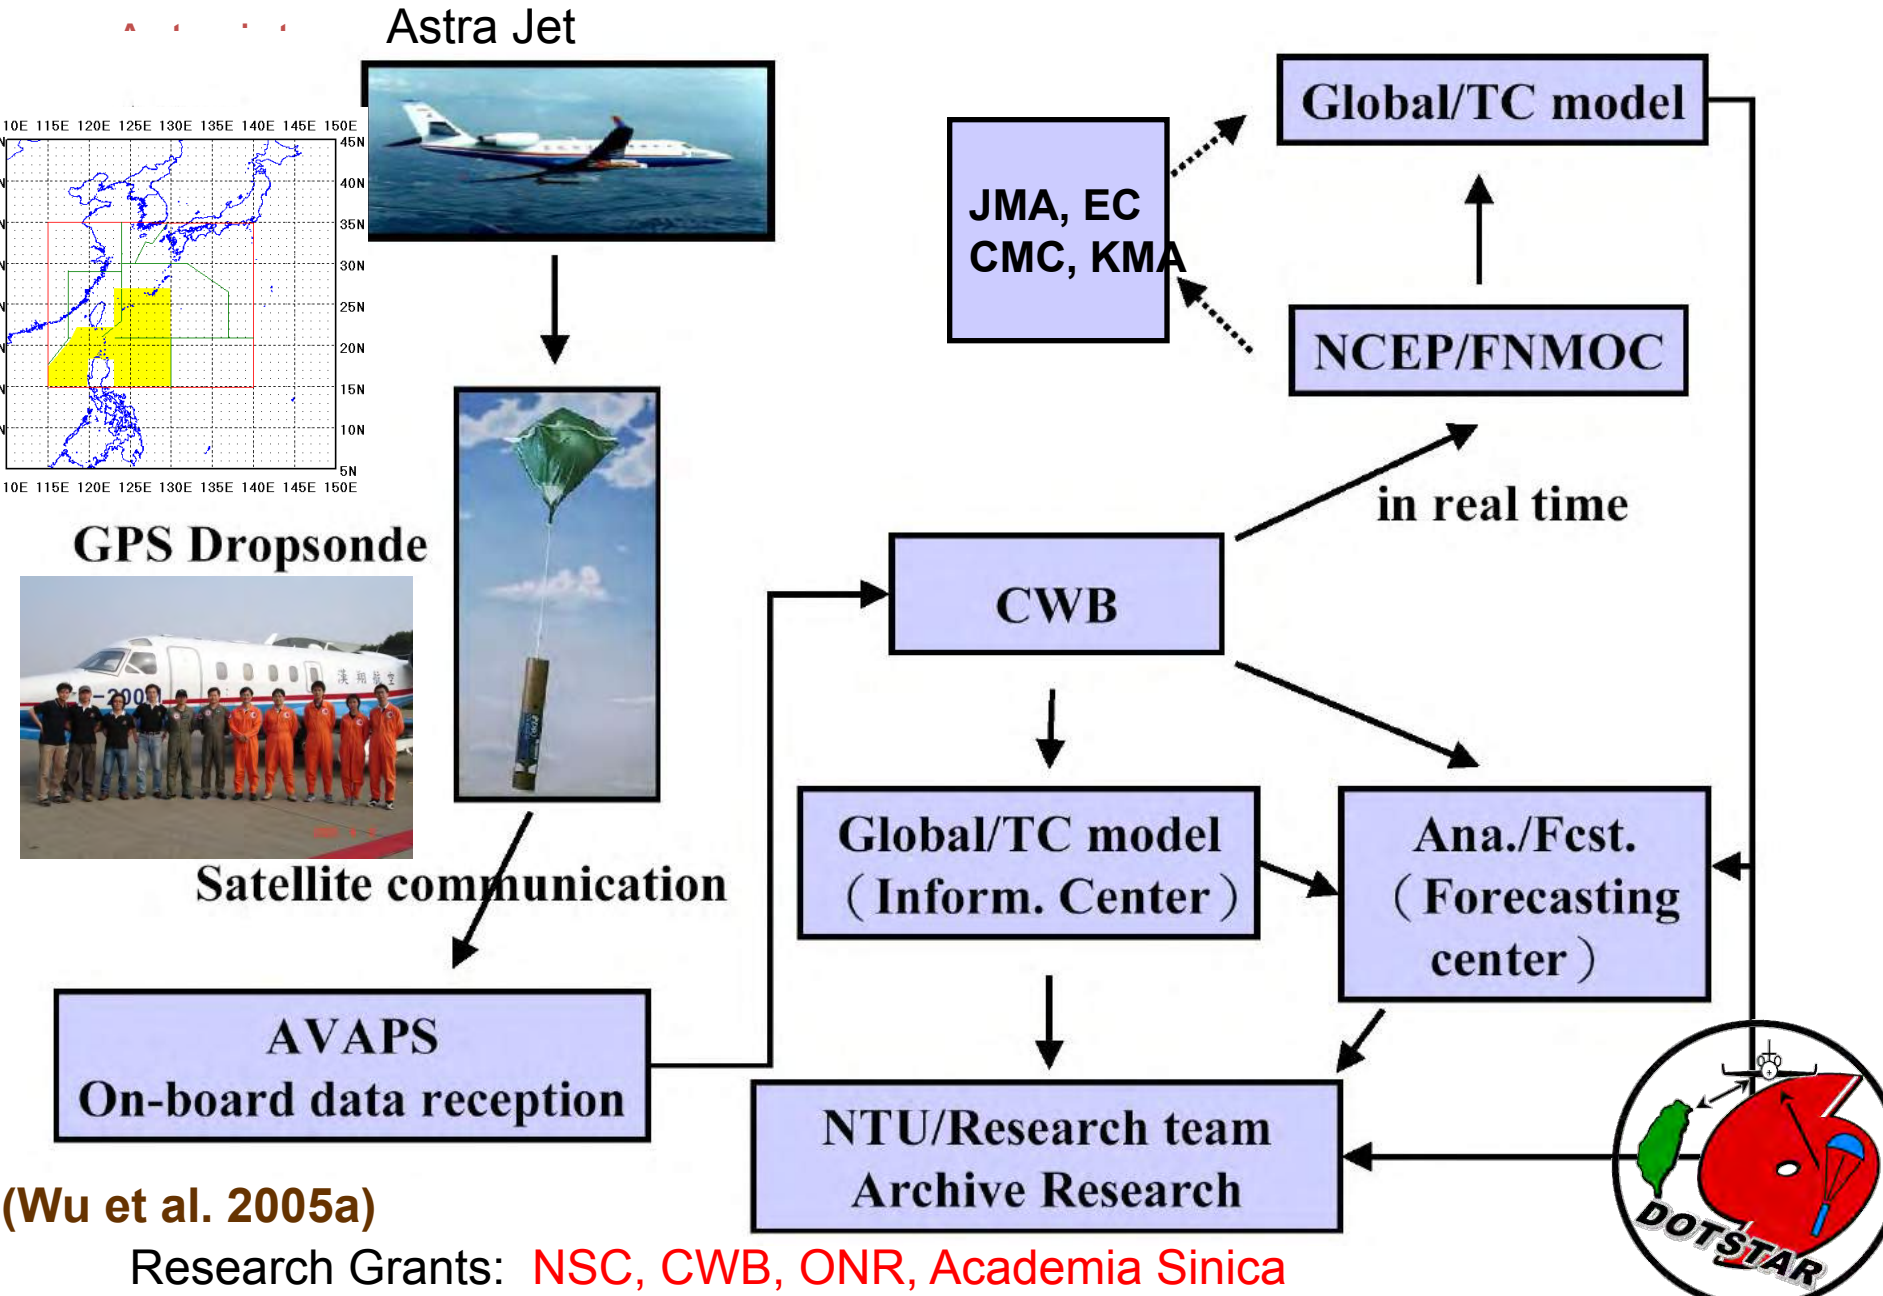 Astra Jet
10E 115E 120E 125E 130E 135E 140E 145E 150E
45N
40N
35N
30N
25N
20N
15N
10N
5N
10E 115E 120E 125E 130E 135E 140E 145E 150E
GPS Dropsonde
漢翔航空
Satellite communication
AVAPS
On-board data reception
JMA, EC
CMC, KMA
Global/TC model
NCEP/FNMOC
in real time
CWB
Global/TC model
（Inform. Center）
Ana./Fcst.
（Forecasting
center）
NTU/Research team
Archive Research
DOTSTAR
(Wu et al. 2005a)
Research Grants: NSC, CWB, ONR, Academia Sinica